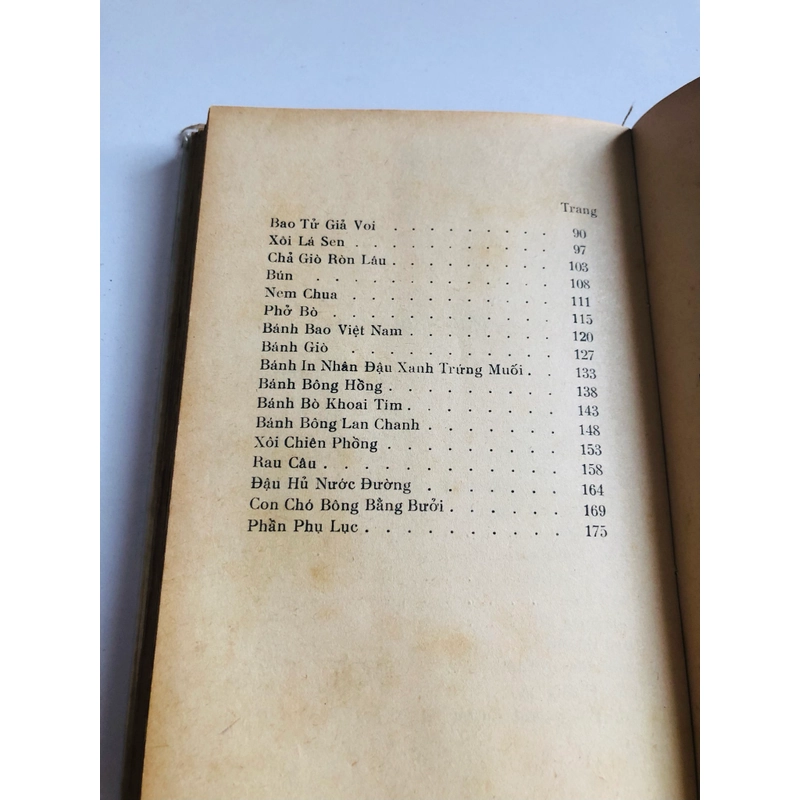 Trang
Bao Tử Giả Voi . . . . . . . . . 90
Xôi Lá Sen . . . . . . . . . . 97
Chả Giò Ròn Láu . . . . . . . . . 103
Bún . . . . . . . . . . . 108
Nem Chua . . . . . . . . . . 111
Phở Bò . . . . . . . . . . . 115
Bánh Bao Việt Nam . . . . . . . . 120
Bánh Giò . . . . . . . . . . . 127
Bánh In Nhân Đậu Xanh Trứng Muối . . . 133
Bánh Bông Hồng . . . . . . . . . 138
Bánh Bò Khoai Tím . . . . . . . . 143
Bánh Bông Lan Chanh . . . . . . . 148
Xôi Chiên Phồng . . . . . . . . . 153
Rau Câu . . . . . . . . . . . 158
Đậu Hủ Nước Đường . . . . . . . 164
Con Chó Bông Bằng Bưởi . . . . . . 169
Phần Phụ Lục . . . . . . . . . . 175